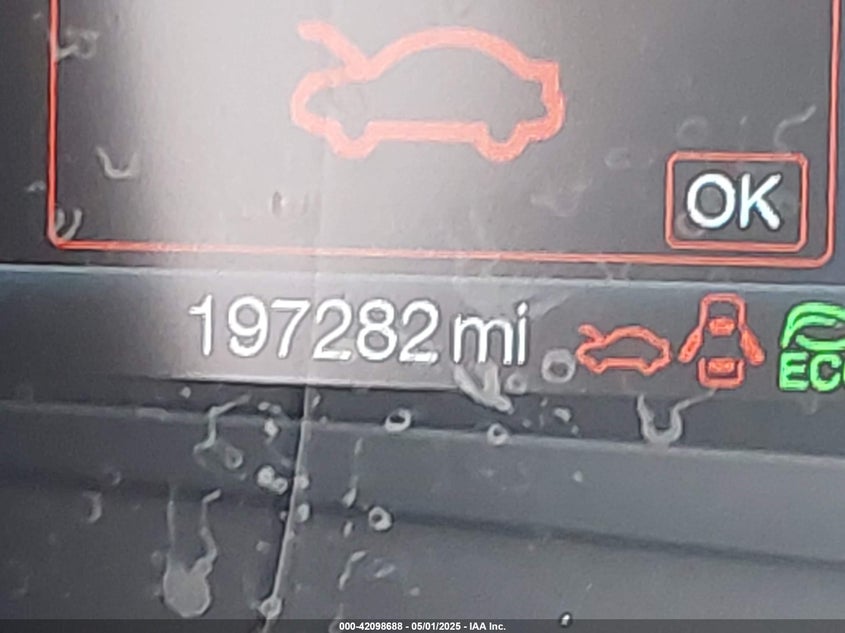 OK
197282 mi
ECO
000-42098688 - 05/01/2025 - IAA Inc.